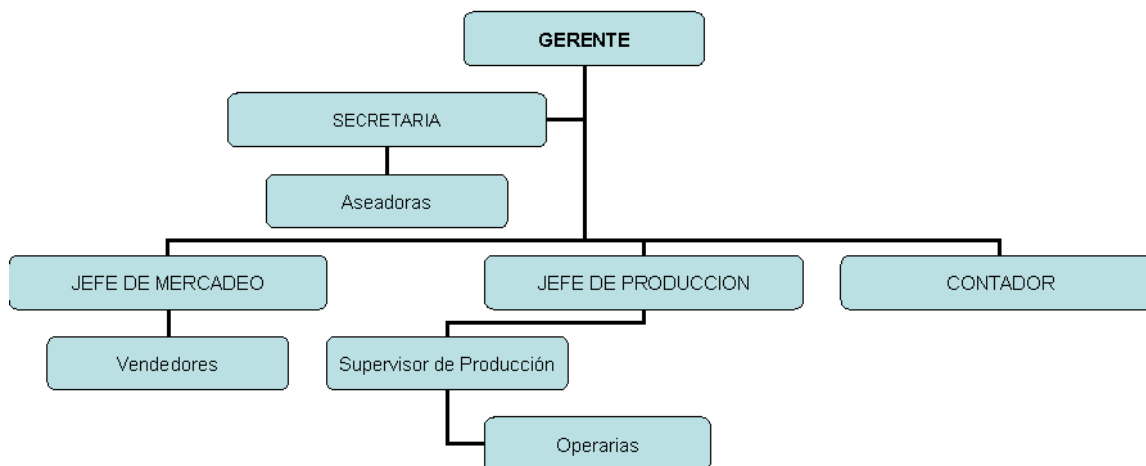 GERENTE
SECRETARIA
Aseadoras
JEFE DE MERCADEO
JEFE DE PRODUCCION
CONTADOR
Vendedores
Supervisor de Producción
Operarias